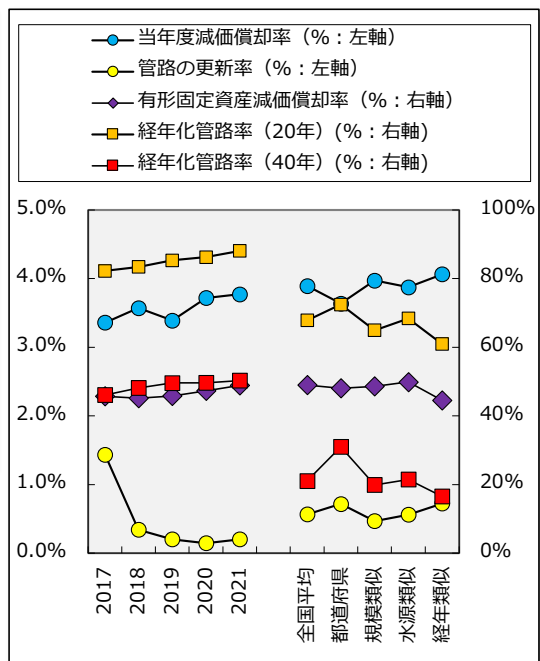 当年度減価償却率（%：左軸）
管路の更新率（%：左軸）
有形固定資産減価償却率（%：右軸）
経年化管路率（20年）(%：右軸)
経年化管路率（40年）(%：右軸)
5.0%
4.0%
3.0%
2.0%
1.0%
0.0%
100%
80%
60%
40%
20%
0%
2017
2018
2019
2020
2021
全国平均
都道府県
規模類似
水源類似
経年類似